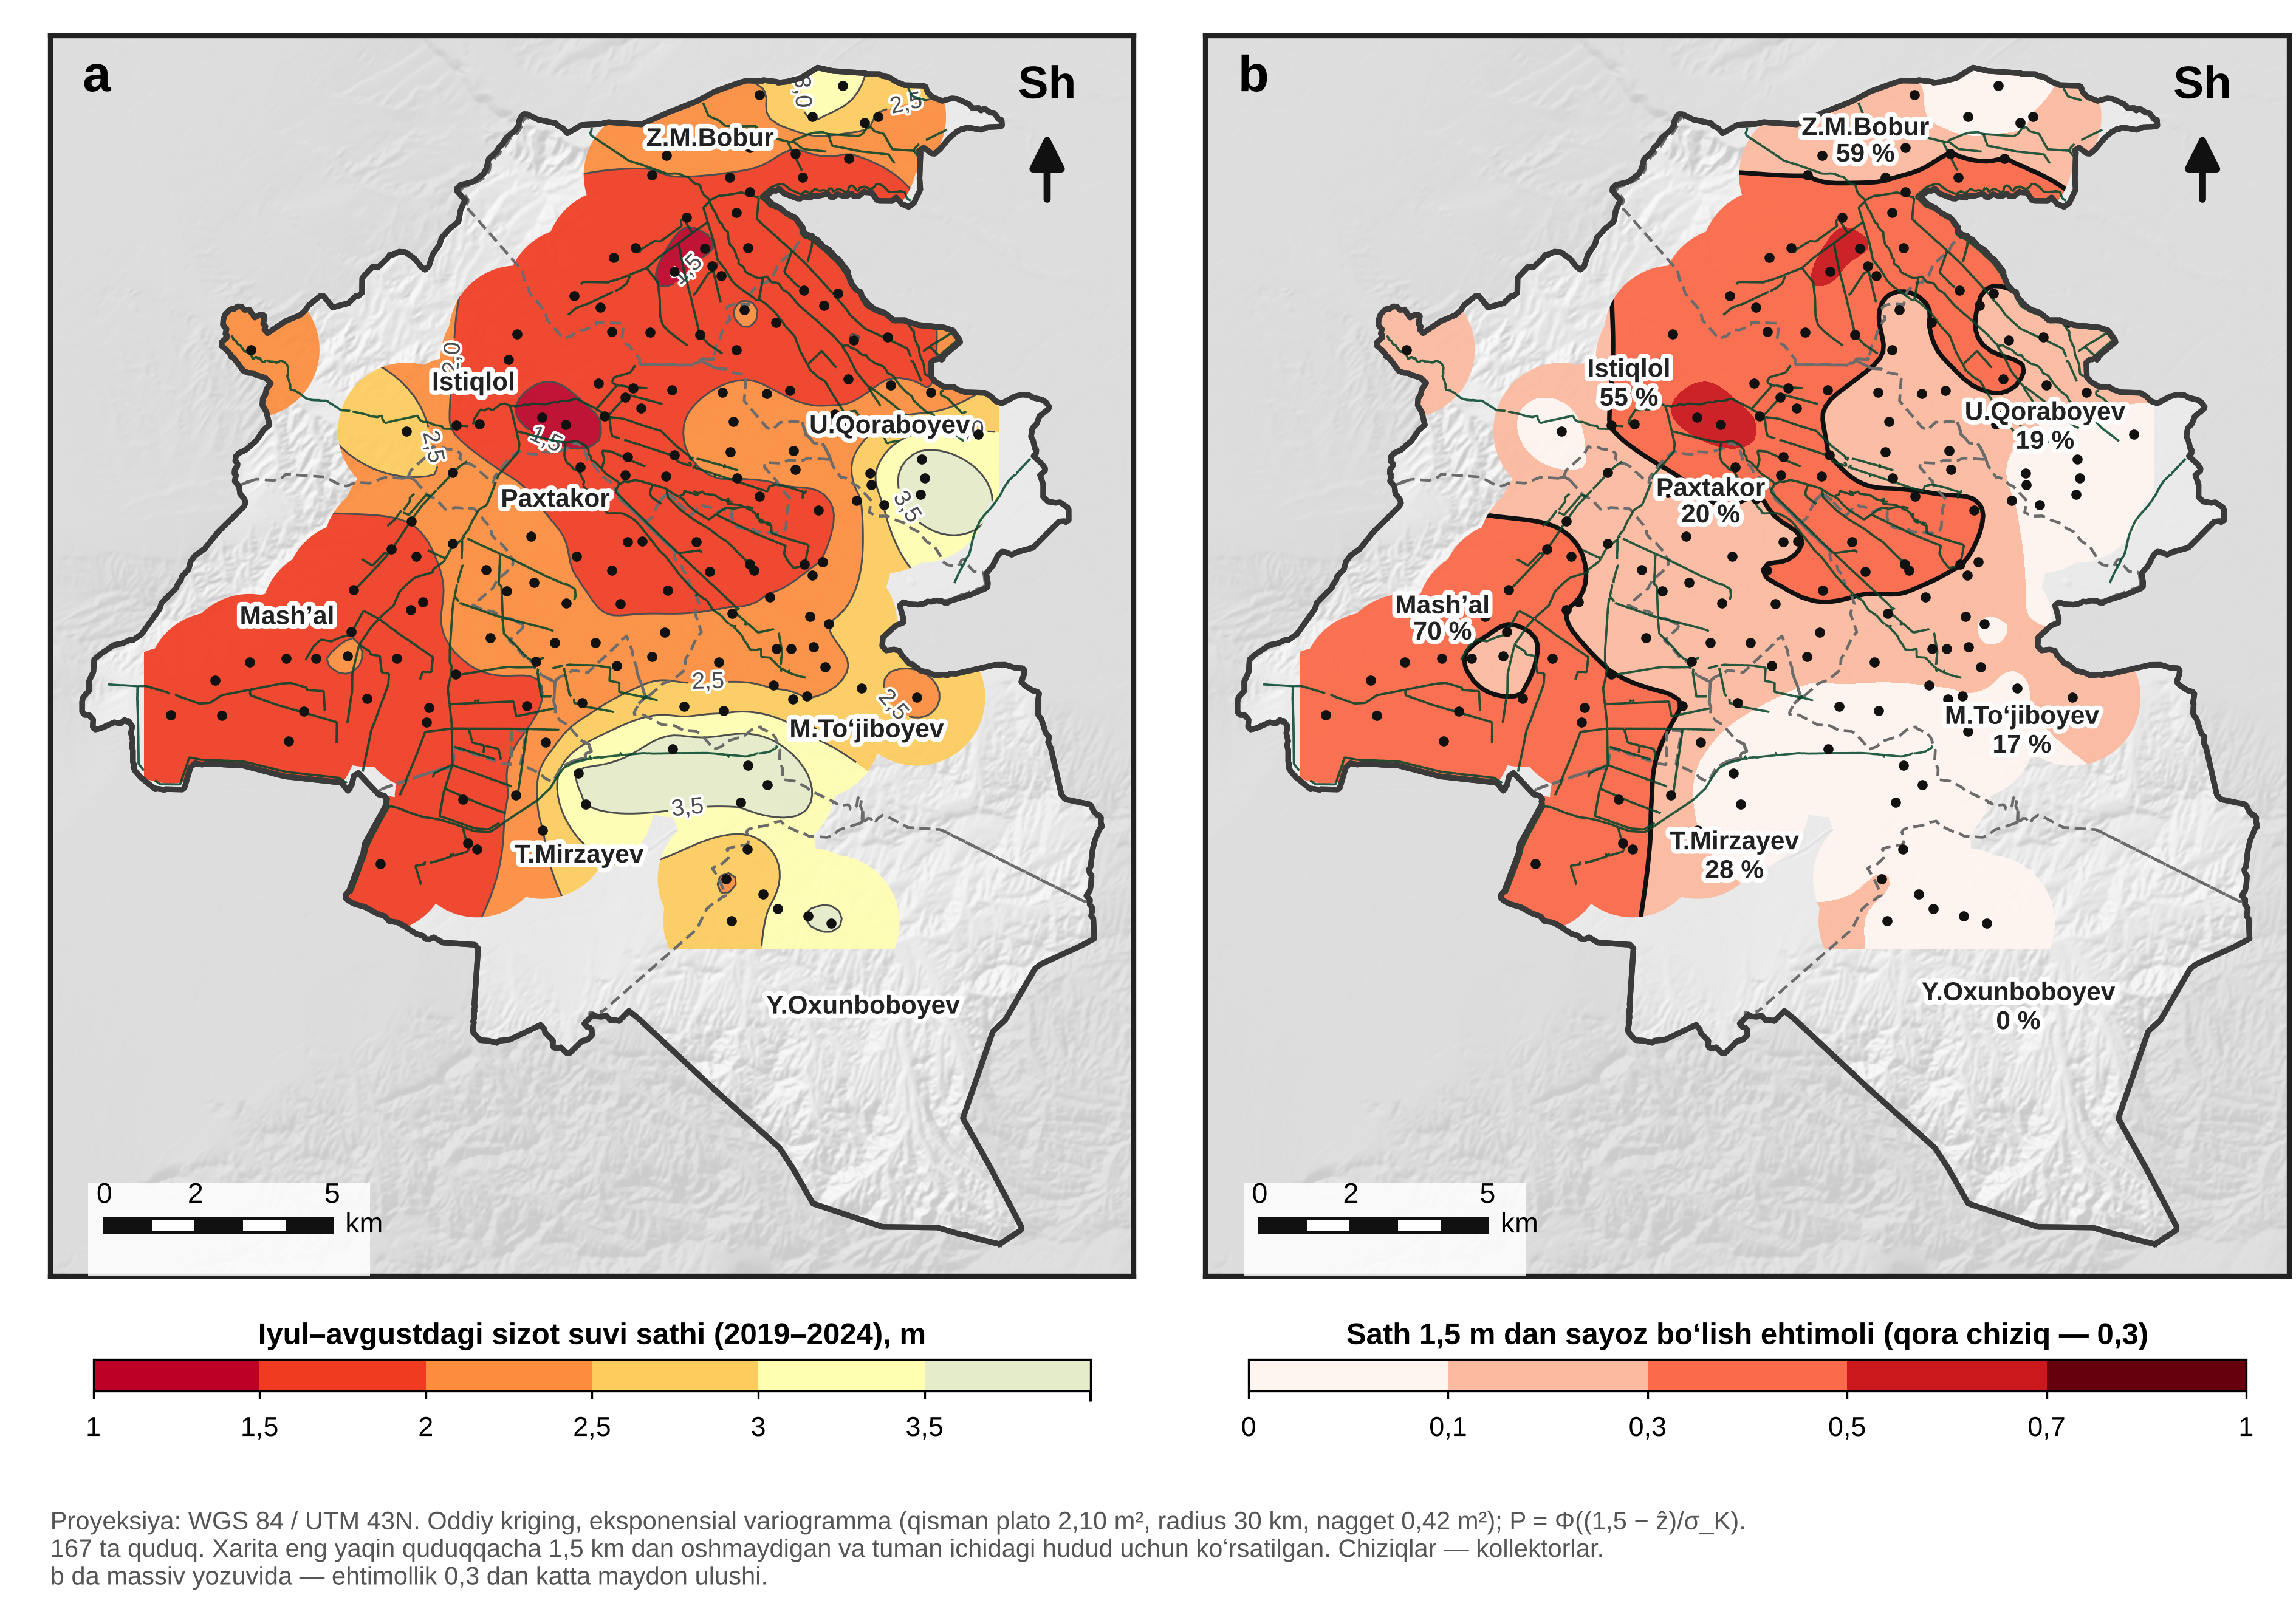 a
Sh
3,0
2,5
Z.M.Bobur
1,5
Istiqlol
2,5
1,5
U.Qoraboyev
Paxtakor
3,5
Mash’al
2,5
2,5
M.To‘jiboyev
3,5
T.Mirzayev
Y.Oxunboboyev
0 2 5
km
b
Sh
Z.M.Bobur
59 %
Istiqlol
55 %
U.Qoraboyev
19 %
Paxtakor
20 %
Mash’al
70 %
M.To‘jiboyev
17 %
T.Mirzayev
28 %
Y.Oxunboboyev
0 %
0 2 5
km
Iyul–avgustdagi sizot suvi sathi (2019–2024), m
1 1,5 2 2,5 3 3,5
Sath 1,5 m dan sayoz bo‘lish ehtimoli (qora chiziq — 0,3)
0 0,1 0,3 0,5 0,7 1
Proyeksiya: WGS 84 / UTM 43N. Oddiy kriging, eksponensial variogramma (qisman plato 2,10 m², radius 30 km, nagget 0,42 m²); P = Φ((1,5 − ẑ)/σ_K).
167 ta quduq. Xarita eng yaqin quduqqacha 1,5 km dan oshmaydigan va tuman ichidagi hudud uchun ko‘rsatilgan. Chiziqlar — kollektorlar.
b da massiv yozuvida — ehtimollik 0,3 dan katta maydon ulushi.